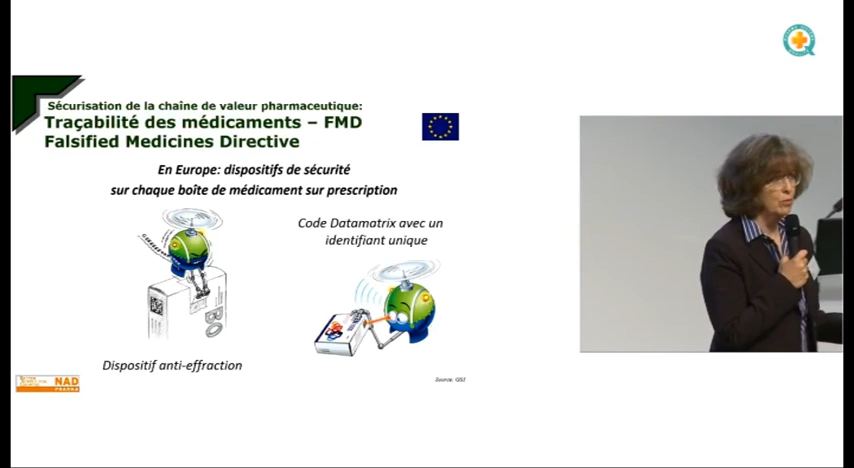 Sécurisation de la chaîne de valeur pharmaceutique:
Traçabilité des médicaments – FMD
Falsified Medicines Directive
En Europe: dispositifs de sécurité
sur chaque boîte de médicament sur prescription
Code Datamatrix avec un
identifiant unique
BO
Dispositif anti-effraction
NAD
PHARMA
Source: GS1